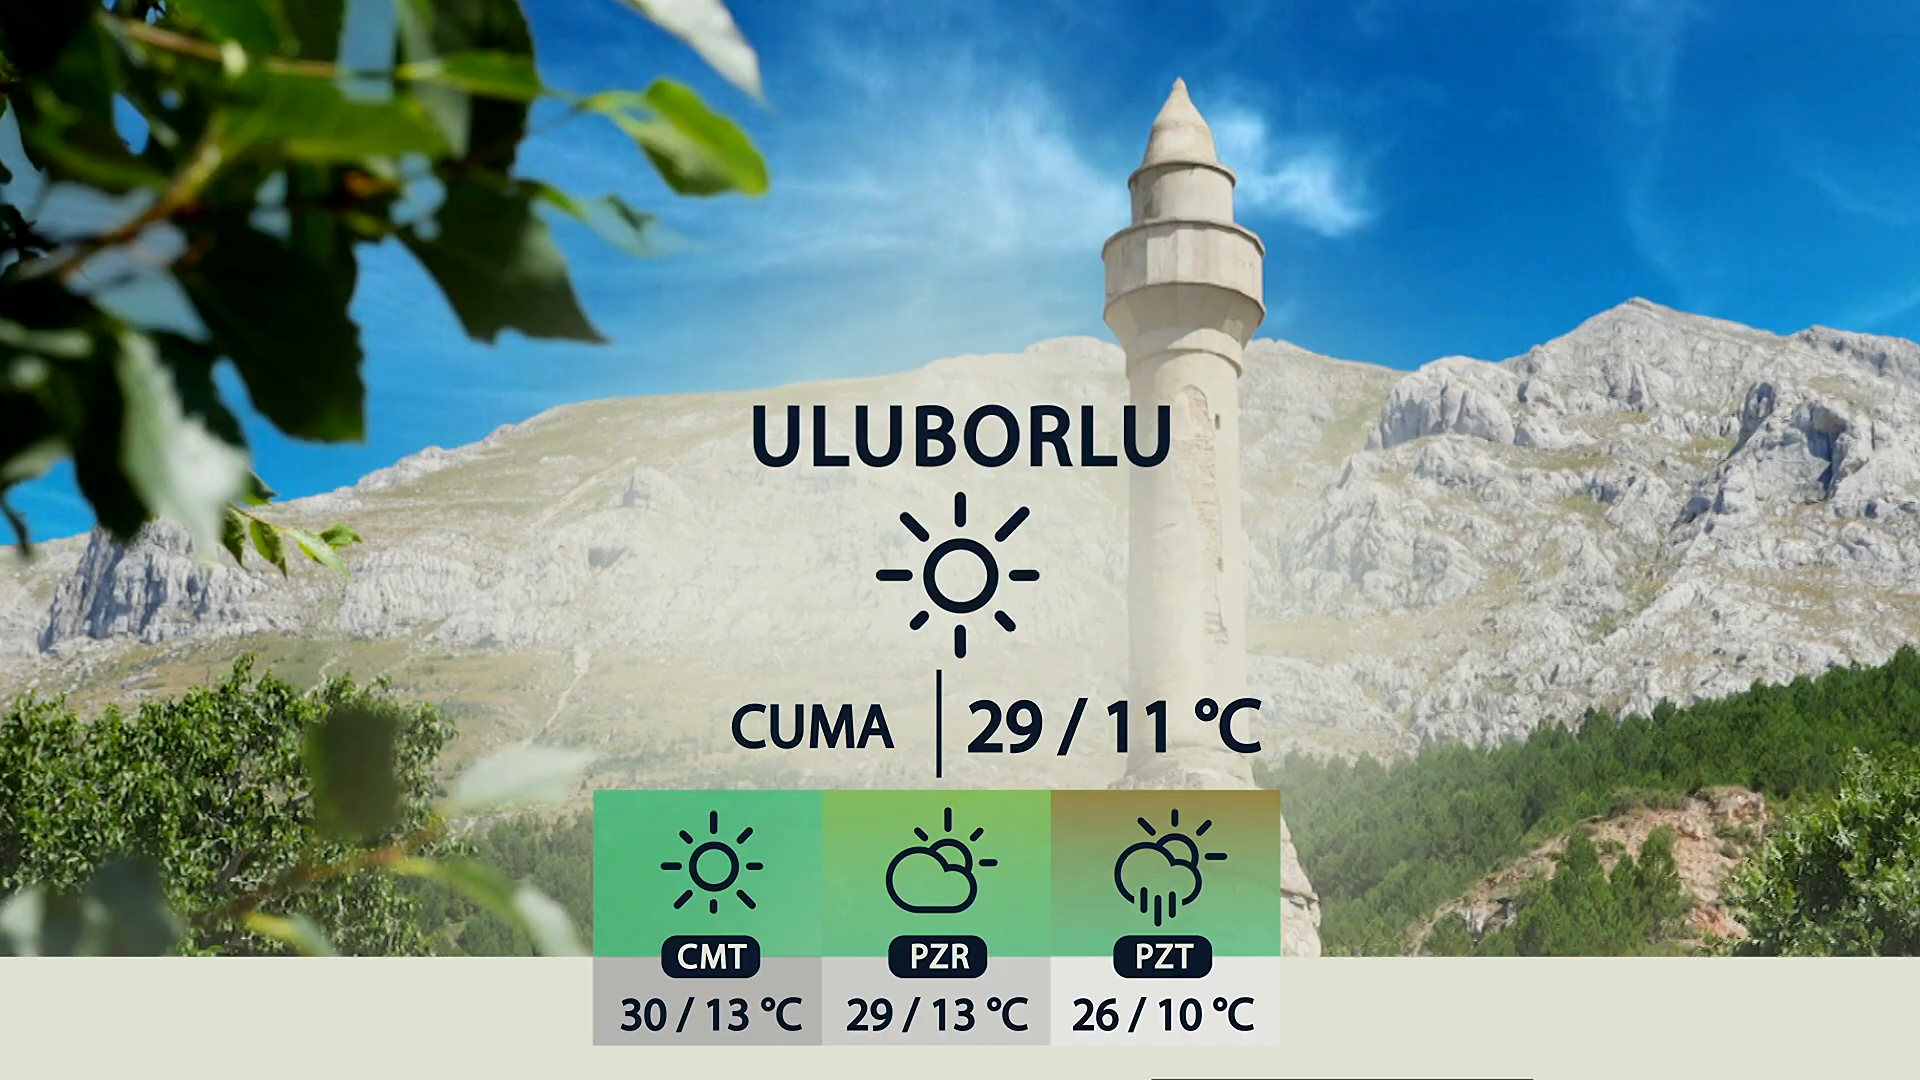 ULUBORLU
CUMA 29 / 11 °C
CMT PZR PZT
30 / 13 °C 29 / 13 °C 26 / 10 °C